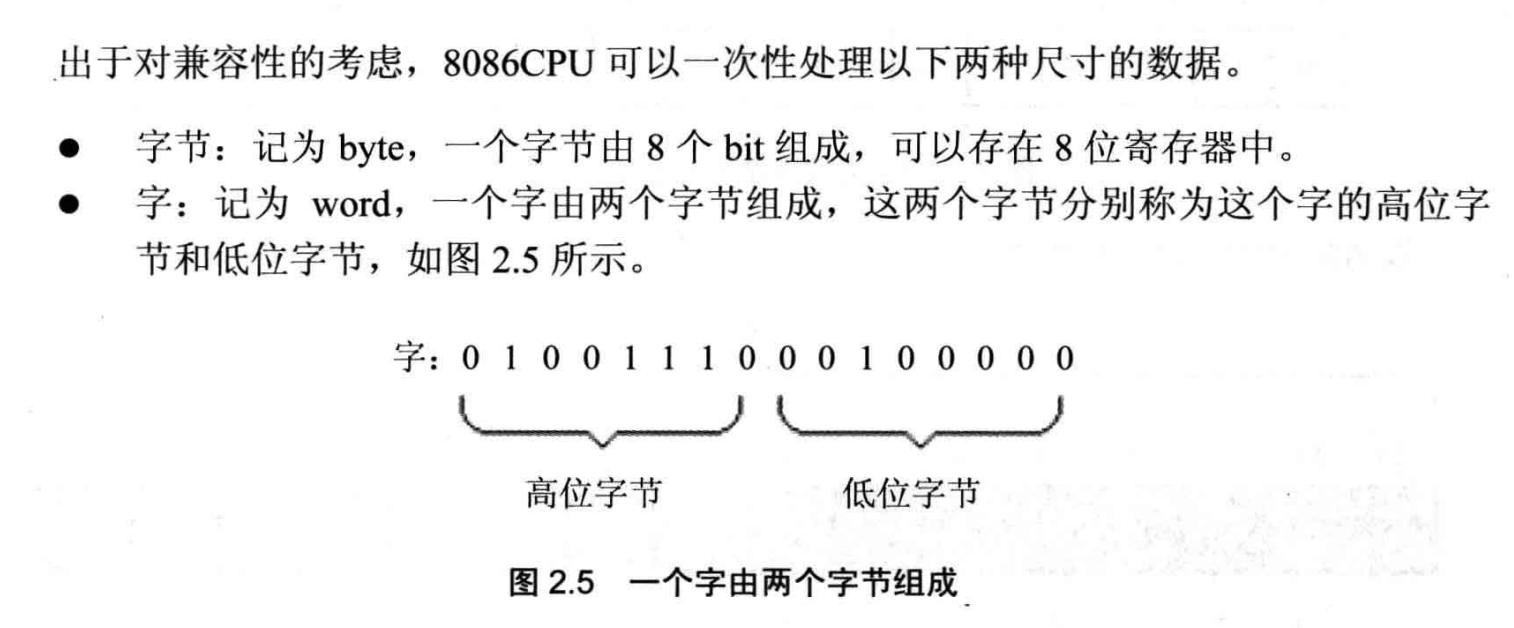 出于对兼容性的考虑，8086CPU 可以一次性处理以下两种尺寸的数据。
● 字节：记为 byte，一个字节由 8 个 bit 组成，可以存在 8 位寄存器中。
● 字：记为 word，一个字由两个字节组成，这两个字节分别称为这个字的高位字
节和低位字节，如图 2.5 所示。
字：0 1 0 0 1 1 1 0 0 0 1 0 0 0 0 0
高位字节 低位字节
图 2.5 一个字由两个字节组成